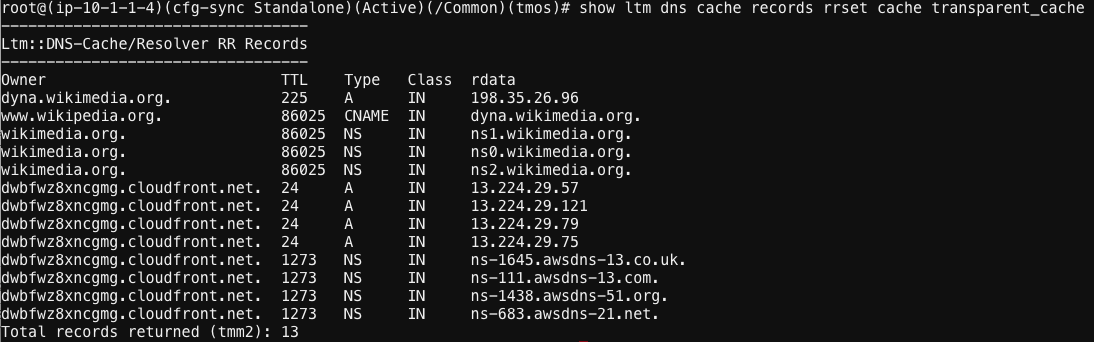 root@(ip-10-1-1-4)(cfg-sync Standalone)(Active)(/Common)(tmos)# show ltm dns cache records rrset cache transparent_cache
----------------------------------
Ltm::DNS-Cache/Resolver RR Records
----------------------------------
Owner                          TTL    Type   Class  rdata
dyna.wikimedia.org.            225    A      IN     198.35.26.96
www.wikipedia.org.             86025  CNAME  IN     dyna.wikimedia.org.
wikimedia.org.                 86025  NS     IN     ns1.wikimedia.org.
wikimedia.org.                 86025  NS     IN     ns0.wikimedia.org.
wikimedia.org.                 86025  NS     IN     ns2.wikimedia.org.
dwbfwz8xncgmg.cloudfront.net.  24     A      IN     13.224.29.57
dwbfwz8xncgmg.cloudfront.net.  24     A      IN     13.224.29.121
dwbfwz8xncgmg.cloudfront.net.  24     A      IN     13.224.29.79
dwbfwz8xncgmg.cloudfront.net.  24     A      IN     13.224.29.75
dwbfwz8xncgmg.cloudfront.net.  1273   NS     IN     ns-1645.awsdns-13.co.uk.
dwbfwz8xncgmg.cloudfront.net.  1273   NS     IN     ns-111.awsdns-13.com.
dwbfwz8xncgmg.cloudfront.net.  1273   NS     IN     ns-1438.awsdns-51.org.
dwbfwz8xncgmg.cloudfront.net.  1273   NS     IN     ns-683.awsdns-21.net.
Total records returned (tmm2): 13